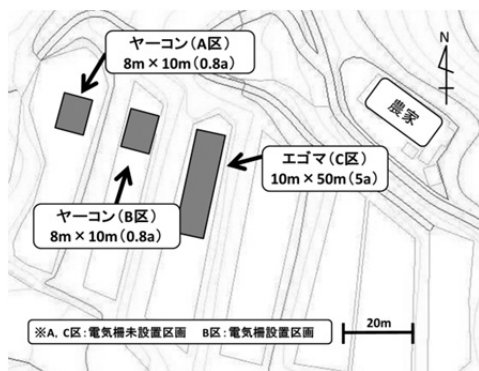 ヤーコン(A区)
8m×10m(0.8a)
N
農家
エゴマ(C区)
10m×50m(5a)
ヤーコン(B区)
8m×10m(0.8a)
※A, C区:電気柵未設置区画　B区:電気柵設置区画
20m